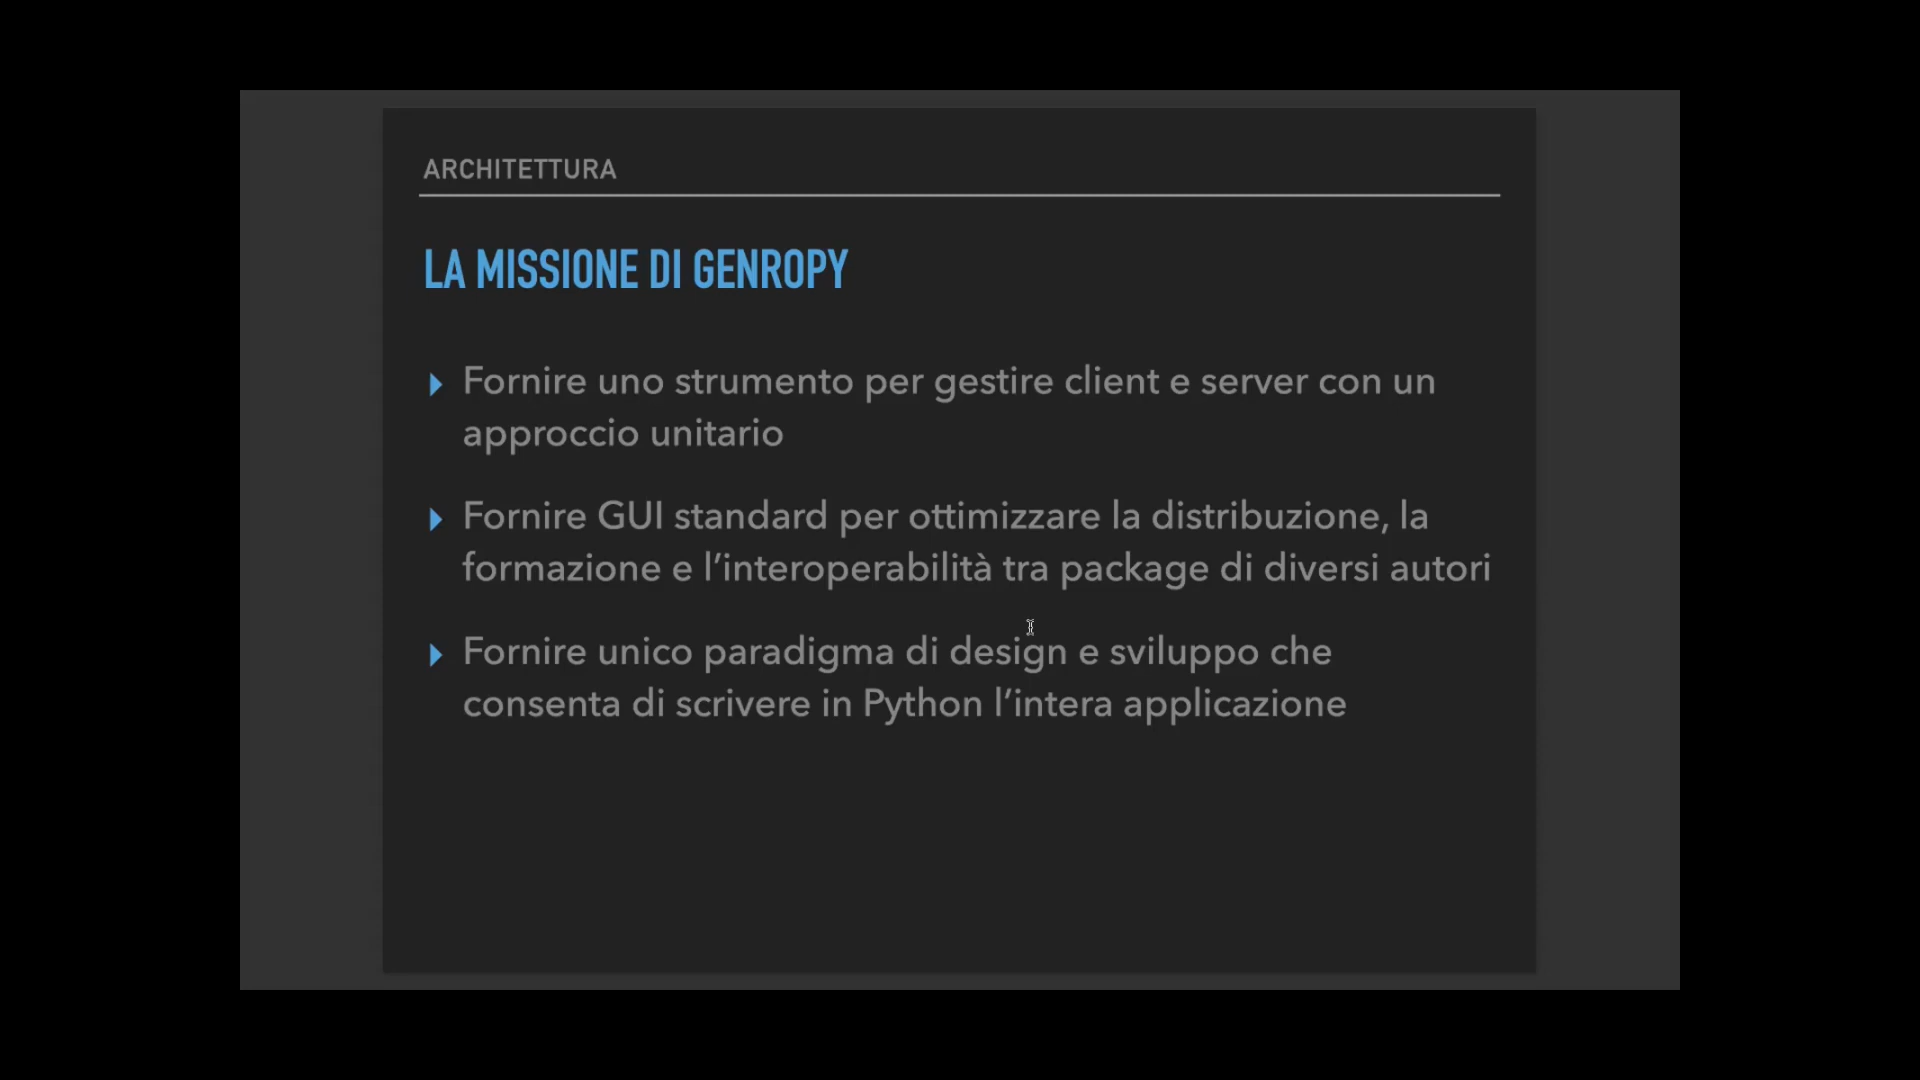 ARCHITETTURA
LA MISSIONE DI GENROPY
Fornire uno strumento per gestire client e server con un
approccio unitario
Fornire GUI standard per ottimizzare la distribuzione, la
formazione e l’interoperabilità tra package di diversi autori
Fornire unico paradigma di design e sviluppo che
consenta di scrivere in Python l’intera applicazione